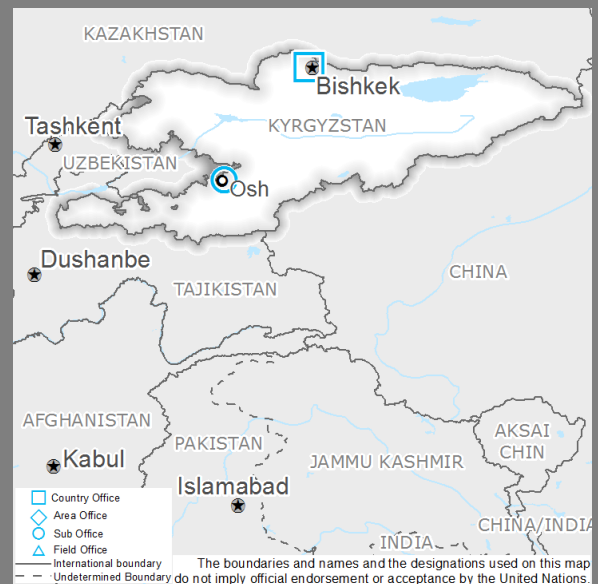 KAZAKHSTAN
Bishkek
Tashkent
KYRGYZSTAN
UZBEKISTAN
Osh
Dushanbe
CHINA
TAJIKISTAN
AFGHANISTAN
AKSAI
CHIN
PAKISTAN
Kabul
JAMMU KASHMIR
Islamabad
CHINA/INDIA
INDIA
Country Office
Area Office
Sub Office
Field Office
International boundary
Undetermined Boundary
The boundaries and names and the designations used on this map
do not imply official endorsement or acceptance by the United Nations.